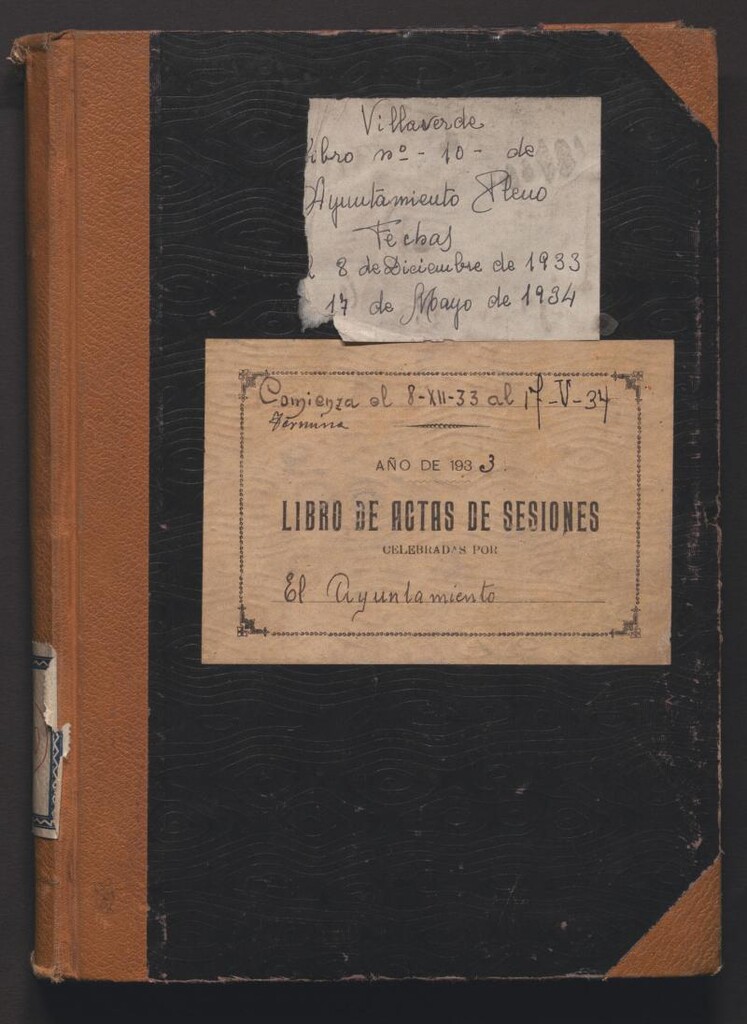 Villaverde
Libro nº - 10 - de
Ayuntamiento Pleno
Fechas
8 de Diciembre de 1933
17 de Mayo de 1934
Comienza el 8-XII-33 al 17-V-34
Termina
AÑO DE 1933.
LIBRO DE ACTAS DE SESIONES
CELEBRADAS POR
El Ayuntamiento